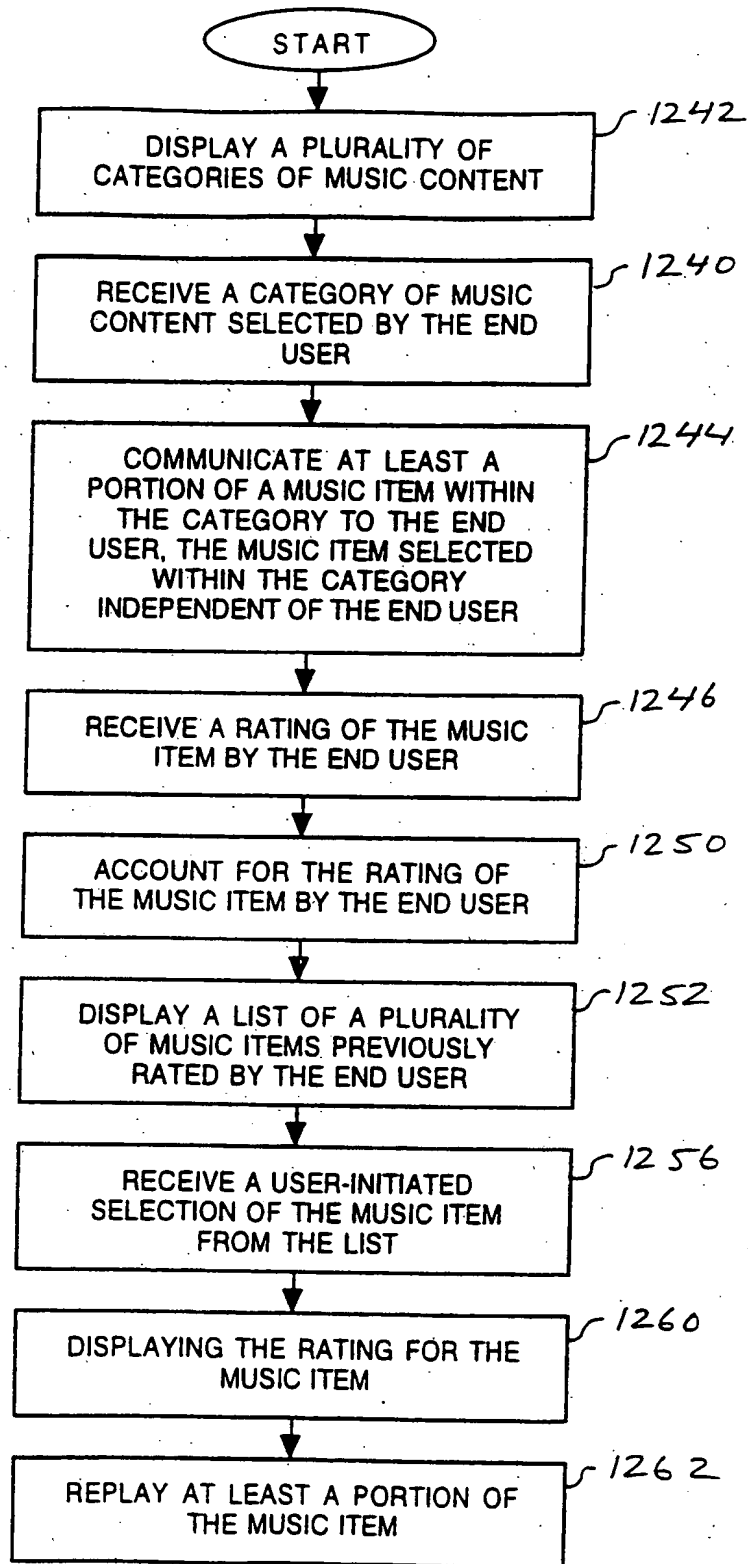 START
1242
DISPLAY A PLURALITY OF
CATEGORIES OF MUSIC CONTENT
1240
RECEIVE A CATEGORY OF MUSIC
CONTENT SELECTED BY THE END
USER
1244
COMMUNICATE AT LEAST A
PORTION OF A MUSIC ITEM WITHIN
THE CATEGORY TO THE END
USER, THE MUSIC ITEM SELECTED
WITHIN THE CATEGORY
INDEPENDENT OF THE END USER
1246
RECEIVE A RATING OF THE MUSIC
ITEM BY THE END USER
1250
ACCOUNT FOR THE RATING OF
THE MUSIC ITEM BY THE END USER
1252
DISPLAY A LIST OF A PLURALITY
OF MUSIC ITEMS PREVIOUSLY
RATED BY THE END USER
1256
RECEIVE A USER-INITIATED
SELECTION OF THE MUSIC ITEM
FROM THE LIST
1260
DISPLAYING THE RATING FOR THE
MUSIC ITEM
1262
REPLAY AT LEAST A PORTION OF
THE MUSIC ITEM